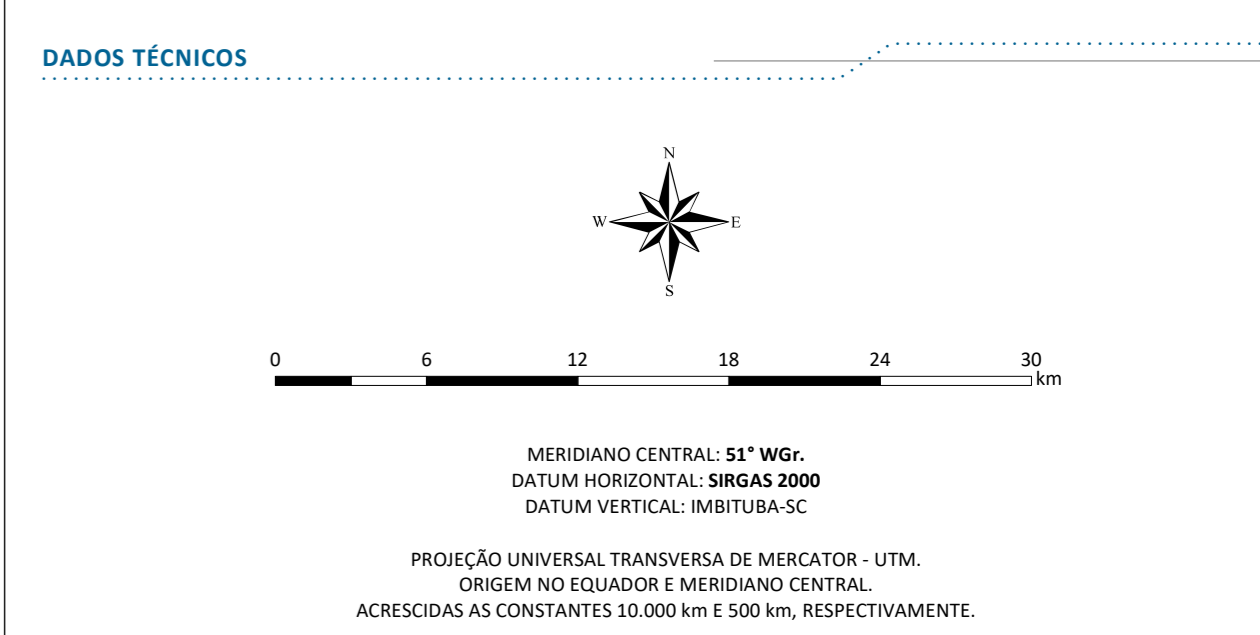 DADOS TÉCNICOS
N
W E
S
0 6 12 18 24 30
km
MERIDIANO CENTRAL: 51° WGr.
DATUM HORIZONTAL: SIRGAS 2000
DATUM VERTICAL: IMBITUBA-SC
PROJEÇÃO UNIVERSAL TRANSVERSA DE MERCATOR - UTM.
ORIGEM NO EQUADOR E MERIDIANO CENTRAL.
ACRESCIDAS AS CONSTANTES 10.000 km E 500 km, RESPECTIVAMENTE.